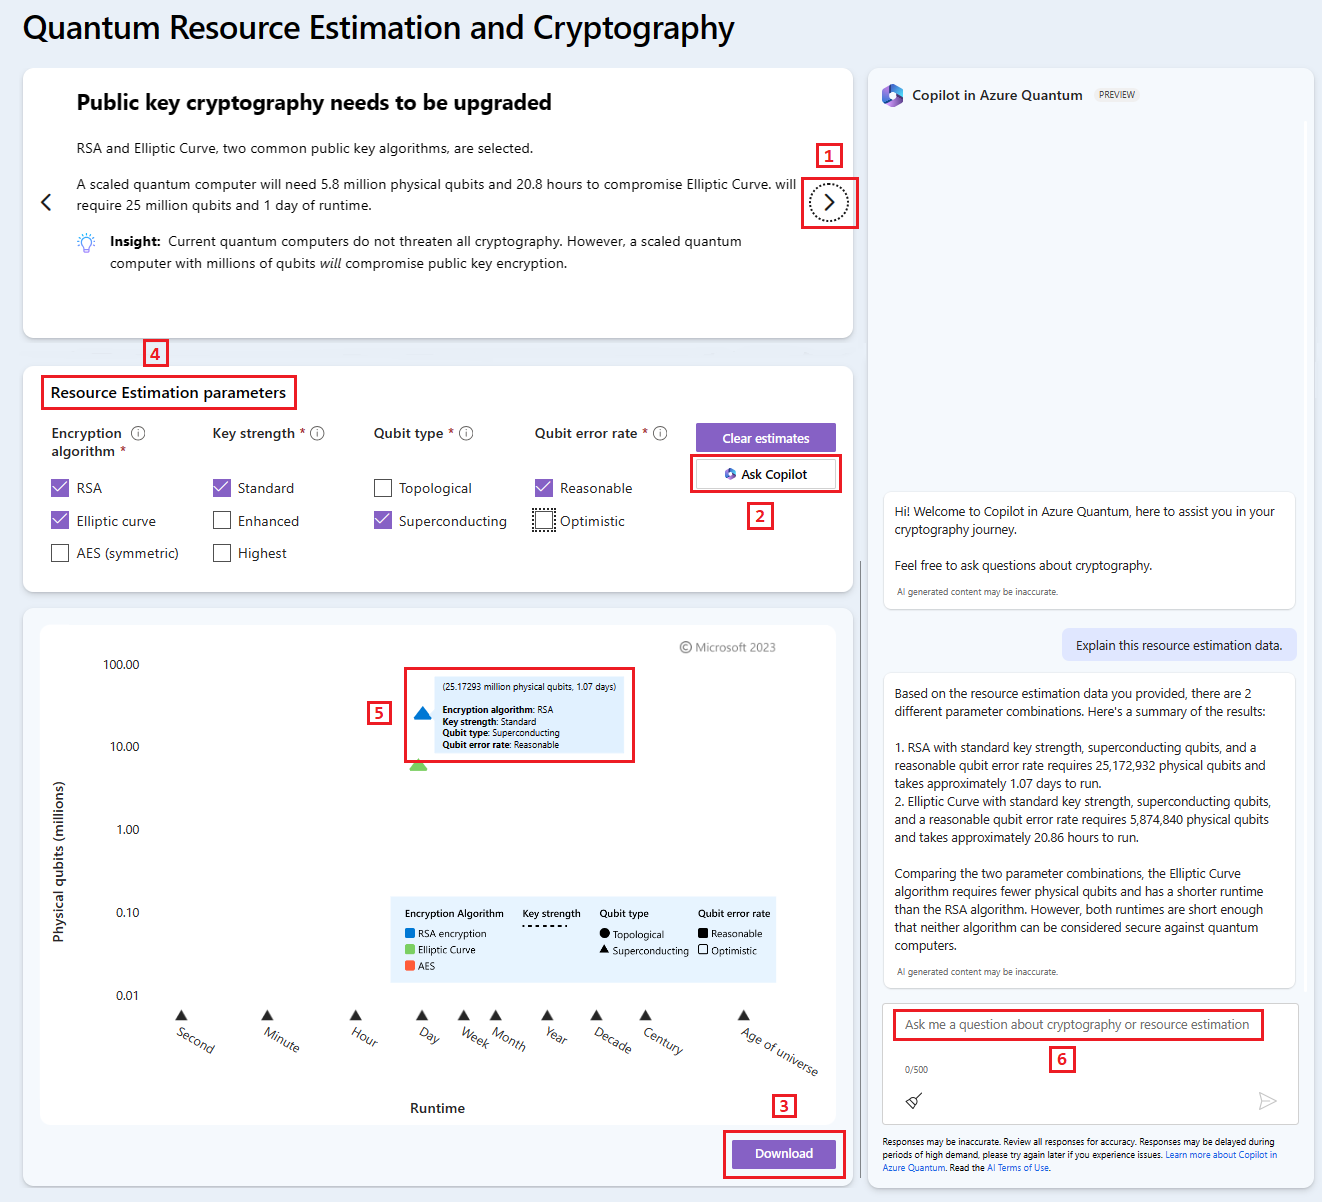 Quantum Resource Estimation and Cryptography
Public key cryptography needs to be upgraded
RSA and Elliptic Curve, two common public key algorithms, are selected.
A scaled quantum computer will need 5.8 million physical qubits and 20.8 hours to compromise Elliptic Curve. will
require 25 million qubits and 1 day of runtime.
Insight: Current quantum computers do not threaten all cryptography. However, a scaled quantum
computer with millions of qubits will compromise public key encryption.
1
4
Resource Estimation parameters
Encryption
algorithm *
RSA
Elliptic curve
AES (symmetric)
Key strength *
Standard
Enhanced
Highest
Qubit type *
Topological
Superconducting
Qubit error rate *
Reasonable
Optimistic
Clear estimates
Ask Copilot
2
© Microsoft 2023
100.00
10.00
1.00
0.10
0.01
Physical qubits (millions)
5
(25.17293 million physical qubits, 1.07 days)
Encryption algorithm: RSA
Key strength: Standard
Qubit type: Superconducting
Qubit error rate: Reasonable
Encryption Algorithm
RSA encryption
Elliptic Curve
AES
Key strength
Qubit type
Topological
Superconducting
Qubit error rate
Reasonable
Optimistic
Second
Minute
Hour
Day
Week
Month
Year
Decade
Century
Age of universe
Runtime
3
Download
Copilot in Azure Quantum PREVIEW
Hi! Welcome to Copilot in Azure Quantum, here to assist you in your
cryptography journey.
Feel free to ask questions about cryptography.
AI generated content may be inaccurate.
Explain this resource estimation data.
Based on the resource estimation data you provided, there are 2
different parameter combinations. Here's a summary of the results:
1. RSA with standard key strength, superconducting qubits, and a
reasonable qubit error rate requires 25,172,932 physical qubits and
takes approximately 1.07 days to run.
2. Elliptic Curve with standard key strength, superconducting qubits,
and a reasonable qubit error rate requires 5,874,840 physical qubits
and takes approximately 20.86 hours to run.
Comparing the two parameter combinations, the Elliptic Curve
algorithm requires fewer physical qubits and has a shorter runtime
than the RSA algorithm. However, both runtimes are short enough
that neither algorithm can be considered secure against quantum
computers.
AI generated content may be inaccurate.
Ask me a question about cryptography or resource estimation
6
0/500
Responses may be inaccurate. Review all responses for accuracy. Responses may be delayed during
periods of high demand, please try again later if you experience issues. Learn more about Copilot in
Azure Quantum. Read the AI Terms of Use.